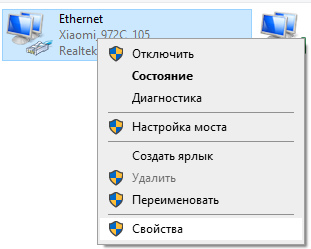 Ethernet
Xiaomi_972C_105
Realtek
Отключить
Состояние
Диагностика
Настройка моста
Создать ярлык
Удалить
Переименовать
Свойства